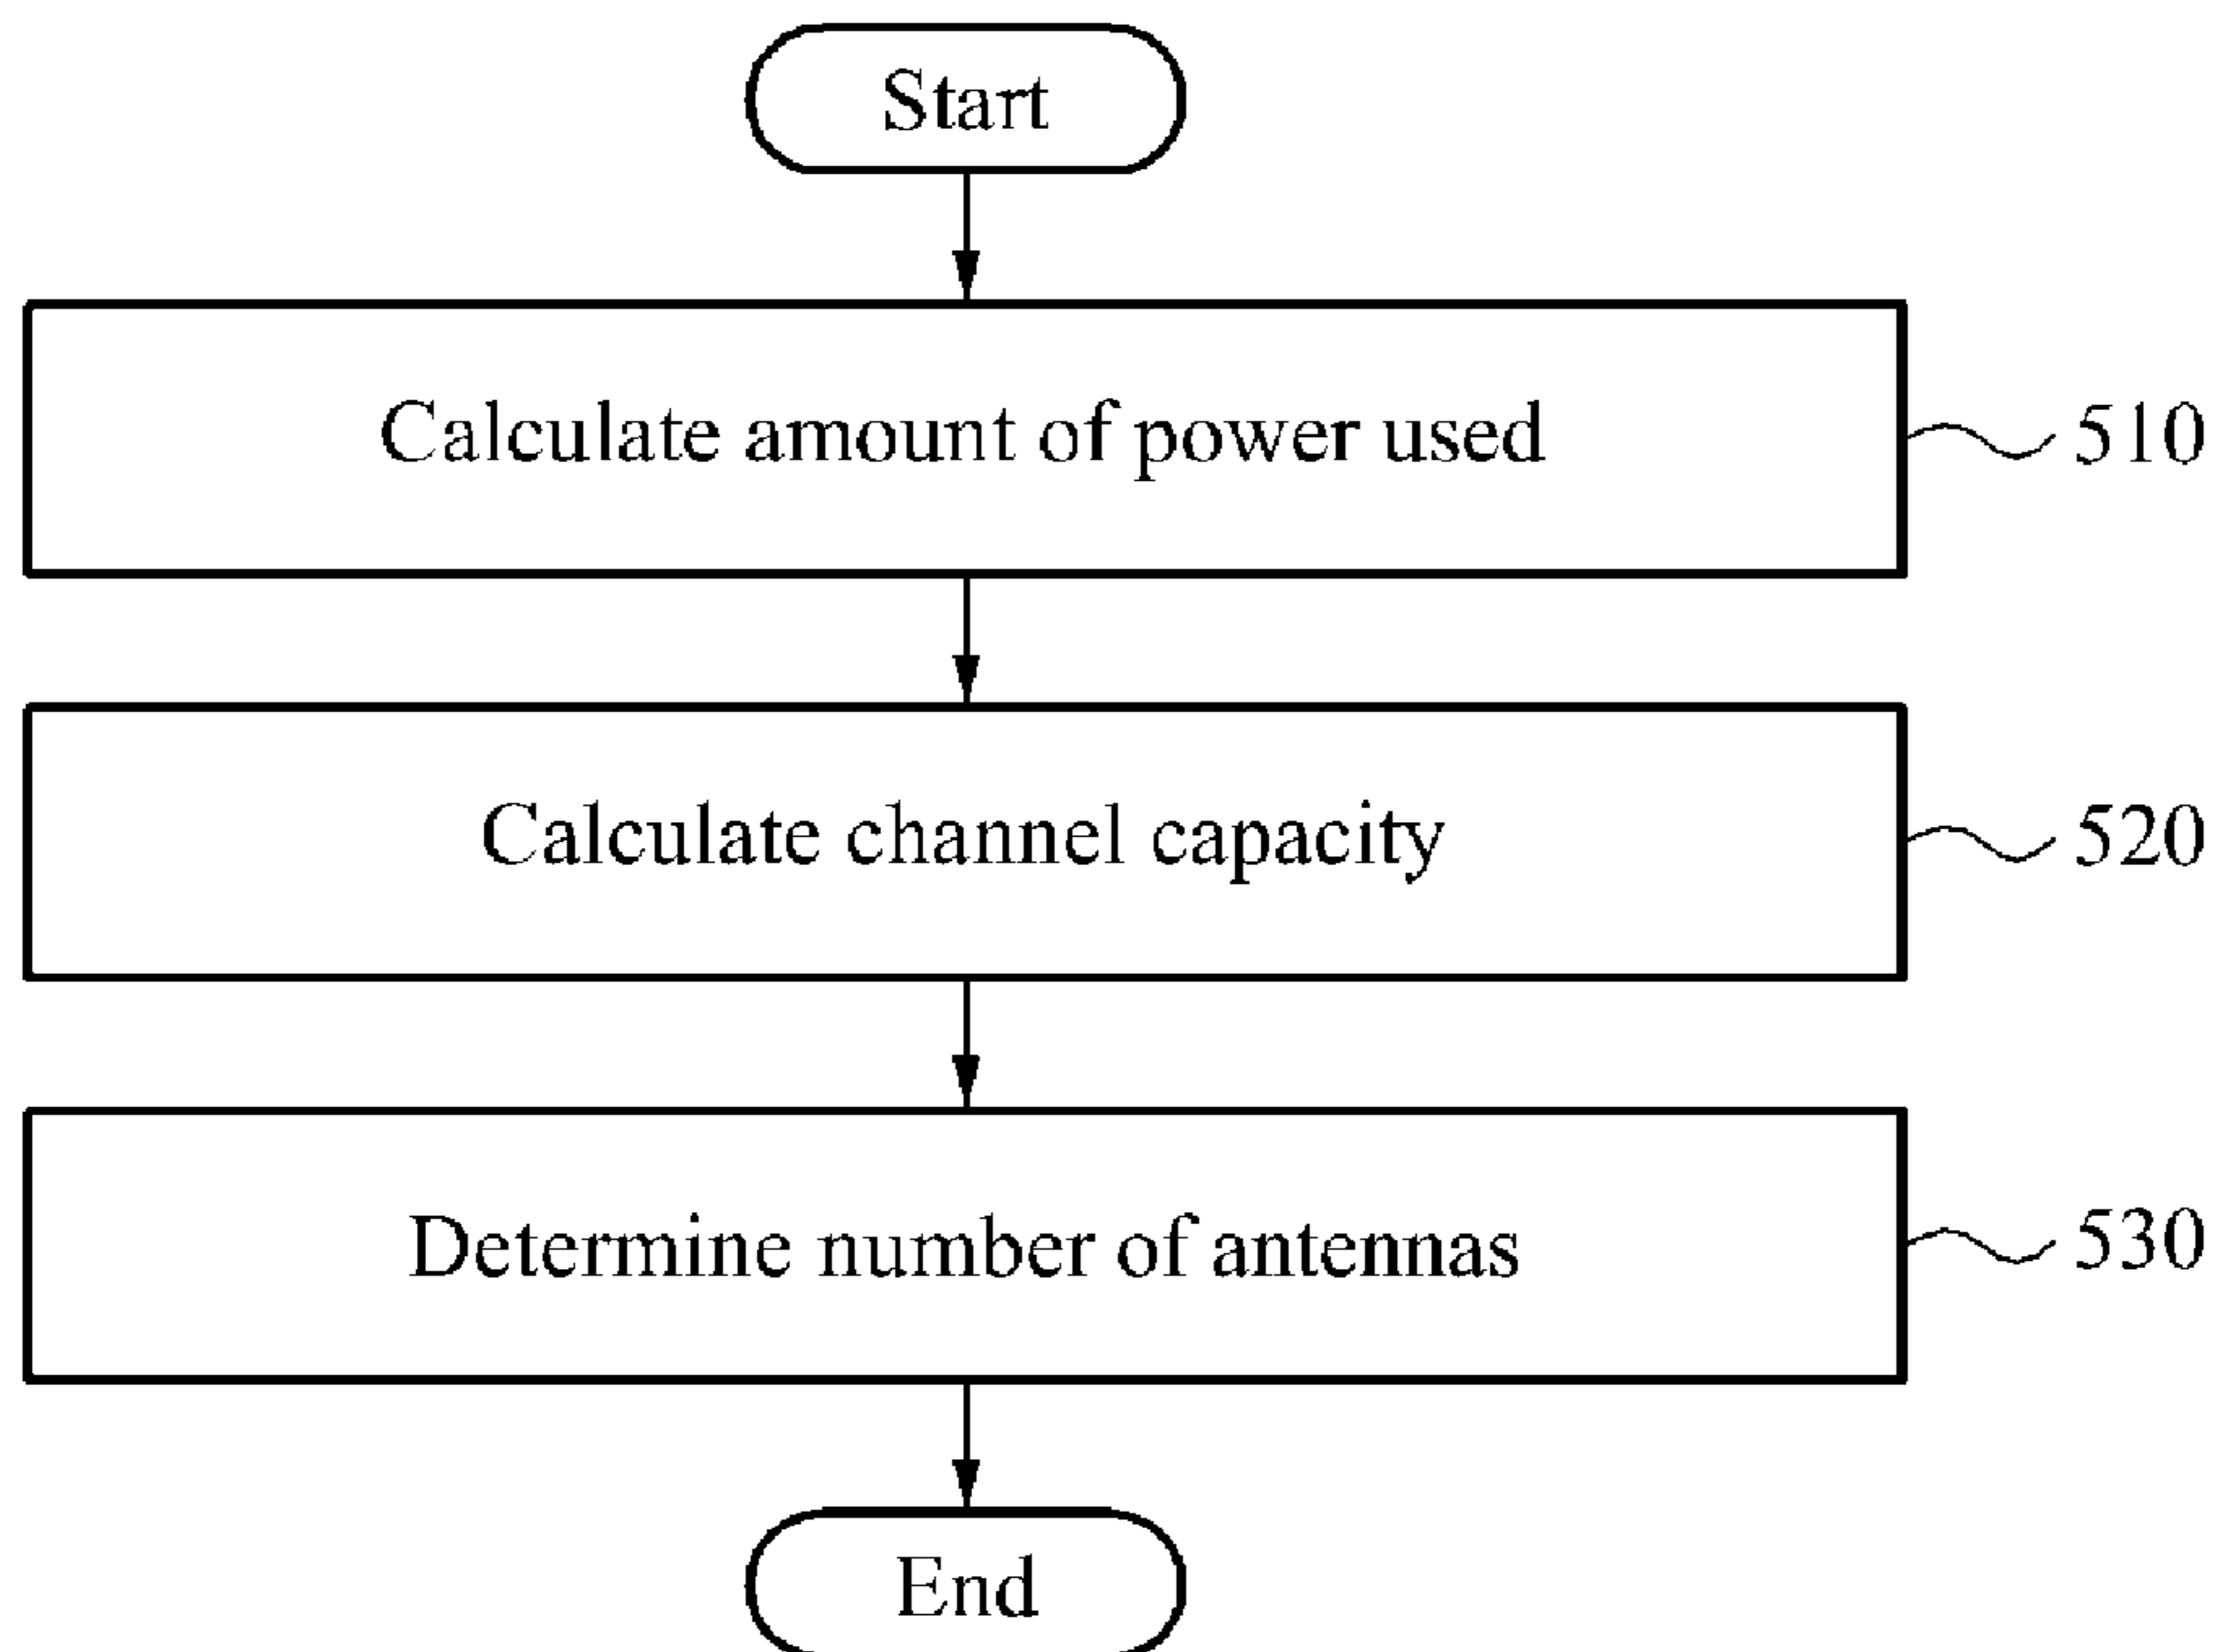 Start
Calculate amount of power used
510
Calculate channel capacity
520
Determine number of antennas
530
End